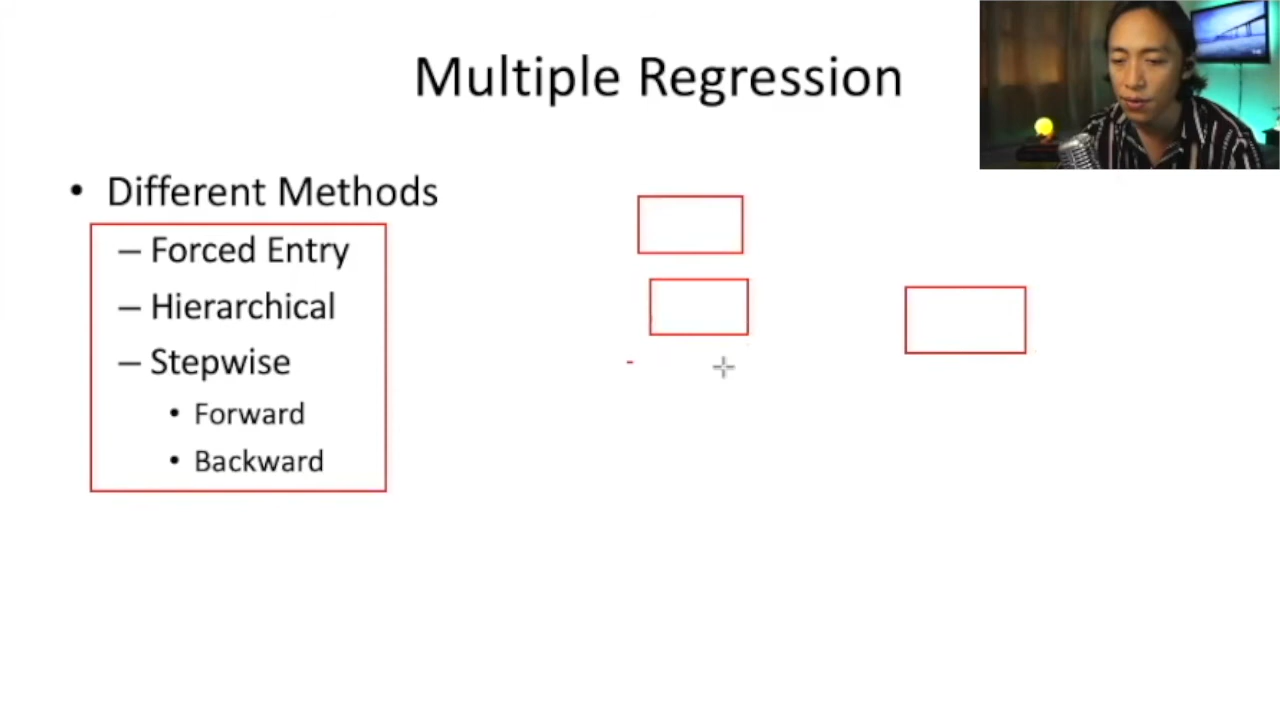 Multiple Regression
• Different Methods
– Forced Entry
– Hierarchical
– Stepwise
• Forward
• Backward